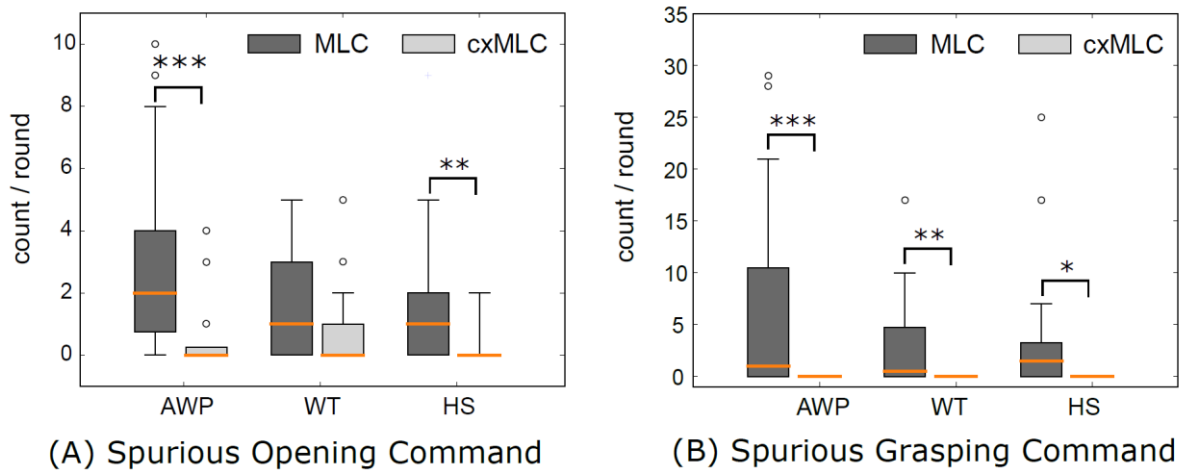 MLC cxMLC
count / round
10
8
6
4
2
0
***
**
AWP WT HS
(A) Spurious Opening Command
MLC cxMLC
count / round
35
30
25
20
15
10
5
0
***
**
*
AWP WT HS
(B) Spurious Grasping Command